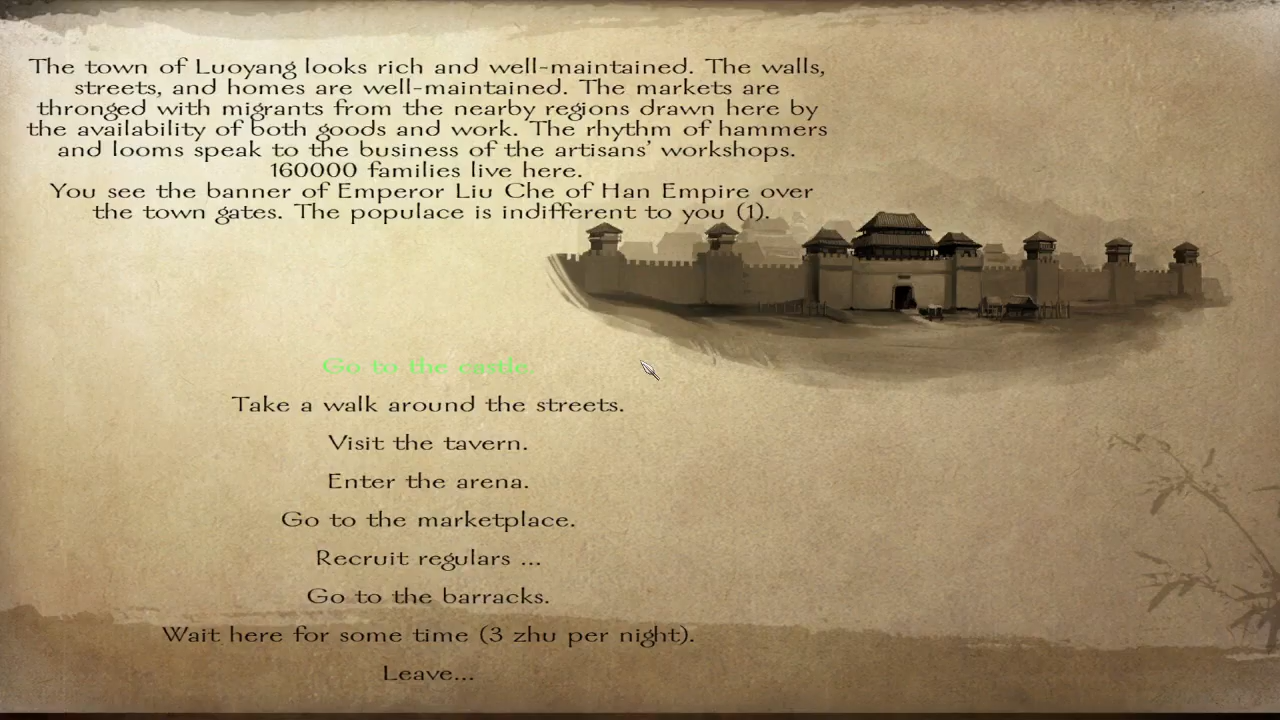 The town of Luoyang looks rich and well-maintained. The walls,
streets, and homes are well-maintained. The markets are
thronged with migrants from the nearby regions drawn here by
the availability of both goods and work. The rhythm of hammers
and looms speak to the business of the artisans' workshops.
160000 families live here.
You see the banner of Emperor Liu Che of Han Empire over
the town gates. The populace is indifferent to you (1).
Go to the castle.
Take a walk around the streets.
Visit the tavern.
Enter the arena.
Go to the marketplace.
Recruit regulars ...
Go to the barracks.
Wait here for some time (3 zhu per night).
Leave...